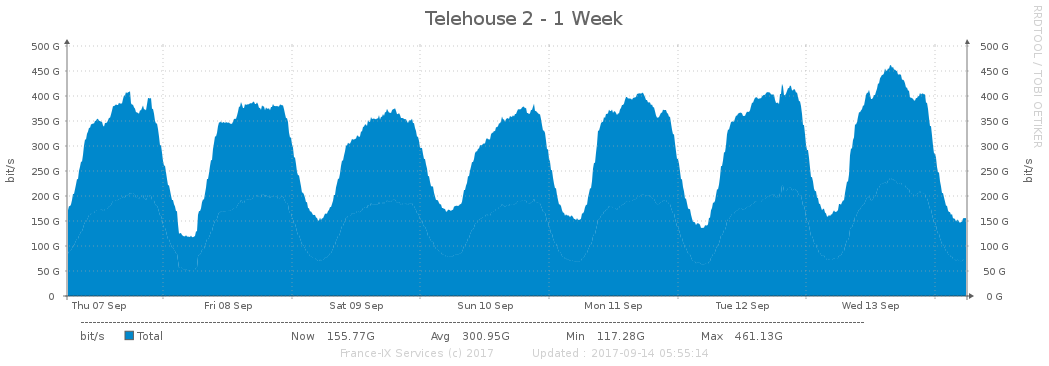 Telehouse 2 - 1 Week
RRDTOOL / TOBI OETIKER
bit/s
500 G 500 G
450 G 450 G
400 G 400 G
350 G 350 G
300 G 300 G
250 G 250 G
200 G 200 G
150 G 150 G
100 G 100 G
50 G 50 G
0 0 G
bit/s
Thu 07 Sep Fri 08 Sep Sat 09 Sep Sun 10 Sep Mon 11 Sep Tue 12 Sep Wed 13 Sep
bit/s Total Now 155.77G Avg 300.95G Min 117.28G Max 461.13G
France-IX Services (c) 2017 Updated : 2017-09-14 05:55:14